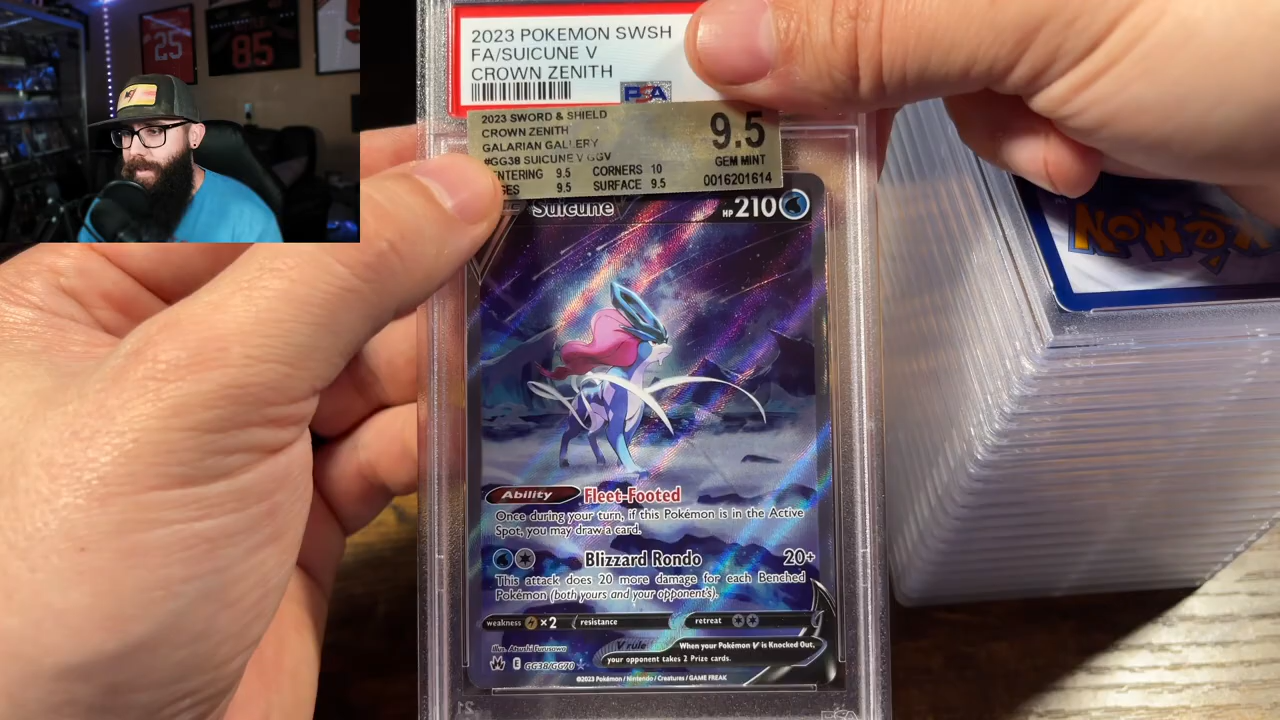 25
85
2023 POKEMON SWSH
FA/SUICUNE V
CROWN ZENITH
PSA
2023 SWORD & SHIELD
CROWN ZENITH
GALARIAN GALLERY
#GG38 SUICUNE V GGV
9.5
GEM MINT
ENTERING 9.5 CORNERS 10
GES 9.5 SURFACE 9.5
0016201614
Suicune
HP 210
Ability Fleet-Footed
Once during your turn, if this Pokémon is in the Active
Spot, you may draw a card.
Blizzard Rondo 20+
This attack does 20 more damage for each Benched
Pokémon (both yours and your opponent's).
weakness ×2 resistance retreat
V rule When your Pokémon V is Knocked Out,
your opponent takes 2 Prize cards.
Illus. Atsushi Furusawa
E GG38/GG70
©2023 Pokémon / Nintendo / Creatures / GAME FREAK